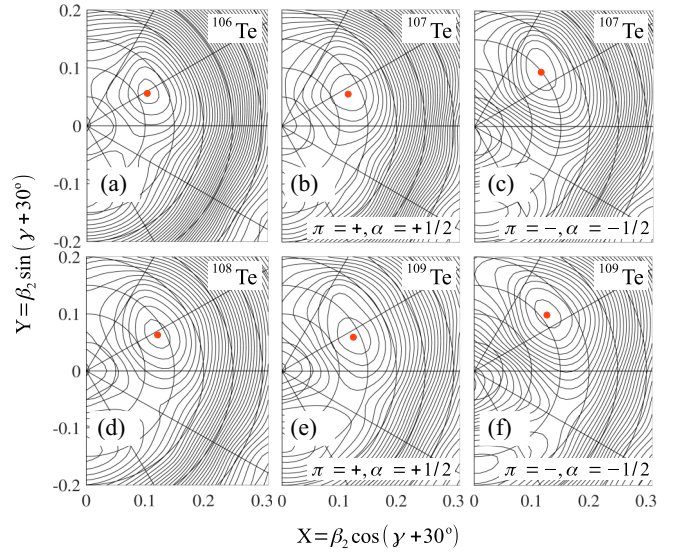 0.2
¹⁰⁶Te
¹⁰⁷Te
¹⁰⁷Te
0.1
0
(a)
(b)
(c)
-0.1
π = +, α = +1/2
π = −, α = −1/2
-0.2
0.2
¹⁰⁸Te
¹⁰⁹Te
¹⁰⁹Te
0.1
0
(d)
(e)
(f)
-0.1
π = +, α = +1/2
π = −, α = −1/2
-0.2
0 0.1 0.2 0.3 0 0.1 0.2 0.3 0 0.1 0.2 0.3
Y=β₂ sin(γ+30°)
X=β₂cos(γ+30°)